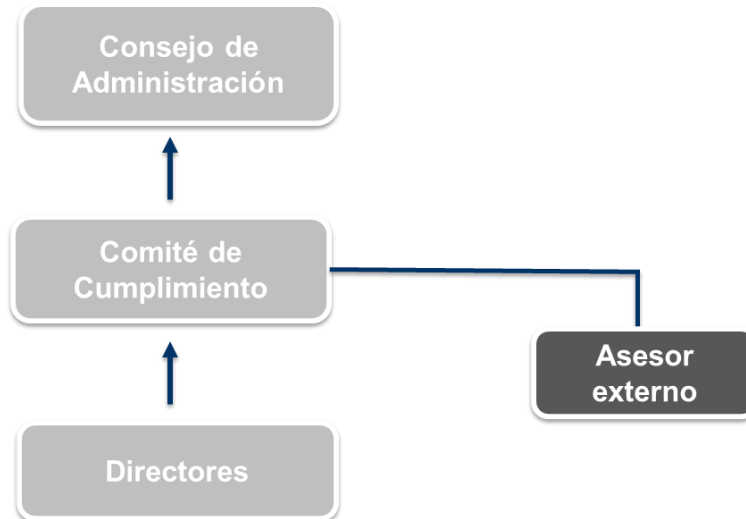 Consejo de
Administración
Comité de
Cumplimiento
Asesor
externo
Directores